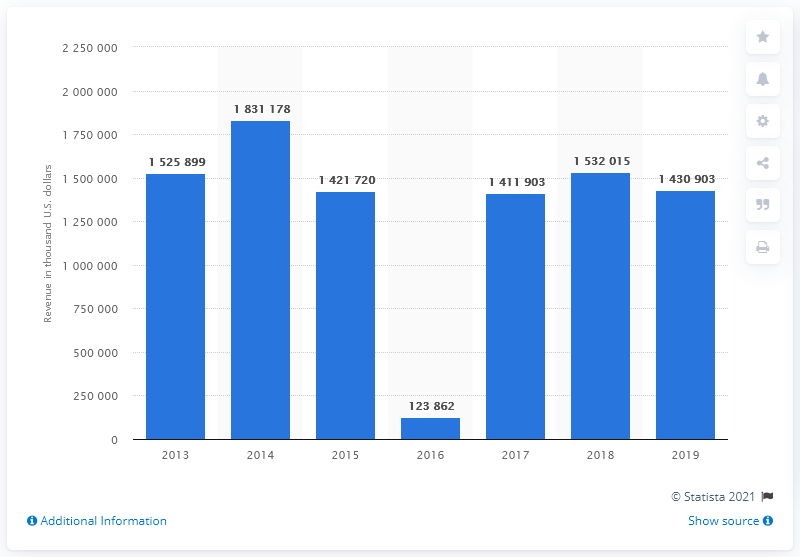 2 250 000
2 000 000
1 750 000
1 500 000
1 250 000
1 000 000
750 000
500 000
250 000
0
Revenue in thousand U.S. dollars
1 525 899
1 831 178
1 421 720
123 862
1 411 903
1 532 015
1 430 903
2013 2014 2015 2016 2017 2018 2019
© Statista 2021
Additional Information
Show source